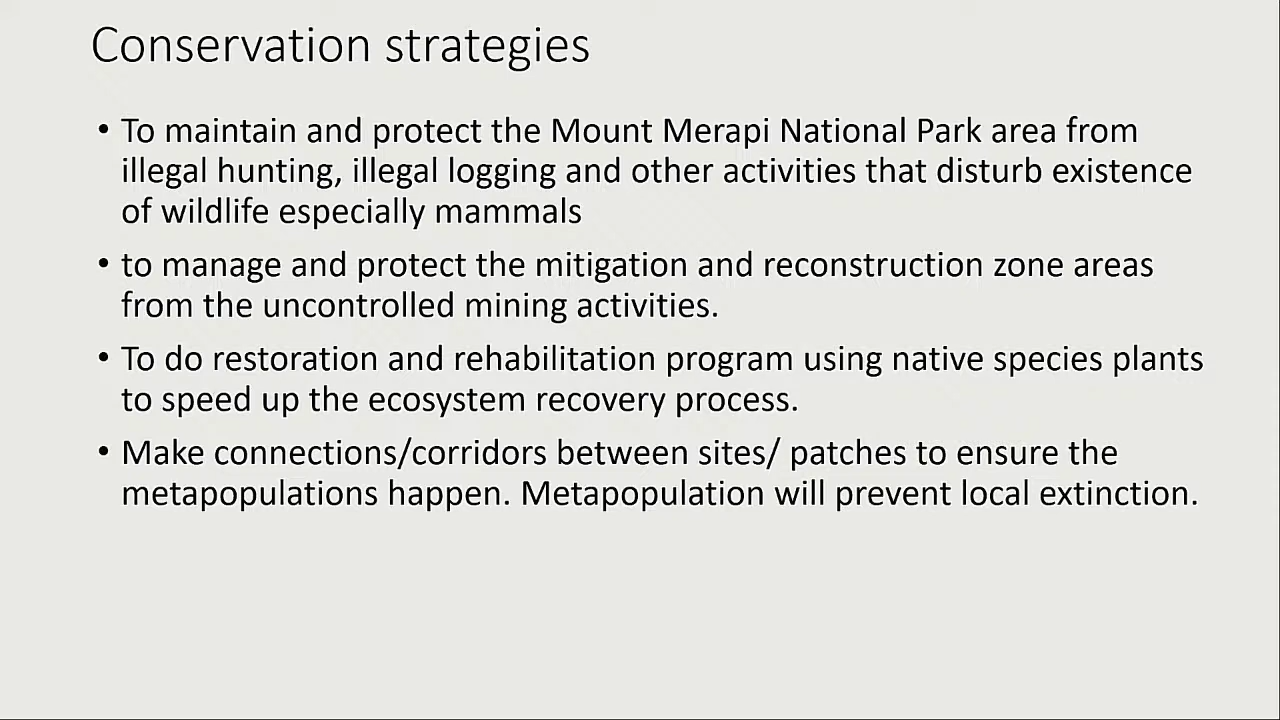 Conservation strategies
• To maintain and protect the Mount Merapi National Park area from
illegal hunting, illegal logging and other activities that disturb existence
of wildlife especially mammals
• to manage and protect the mitigation and reconstruction zone areas
from the uncontrolled mining activities.
• To do restoration and rehabilitation program using native species plants
to speed up the ecosystem recovery process.
• Make connections/corridors between sites/ patches to ensure the
metapopulations happen. Metapopulation will prevent local extinction.